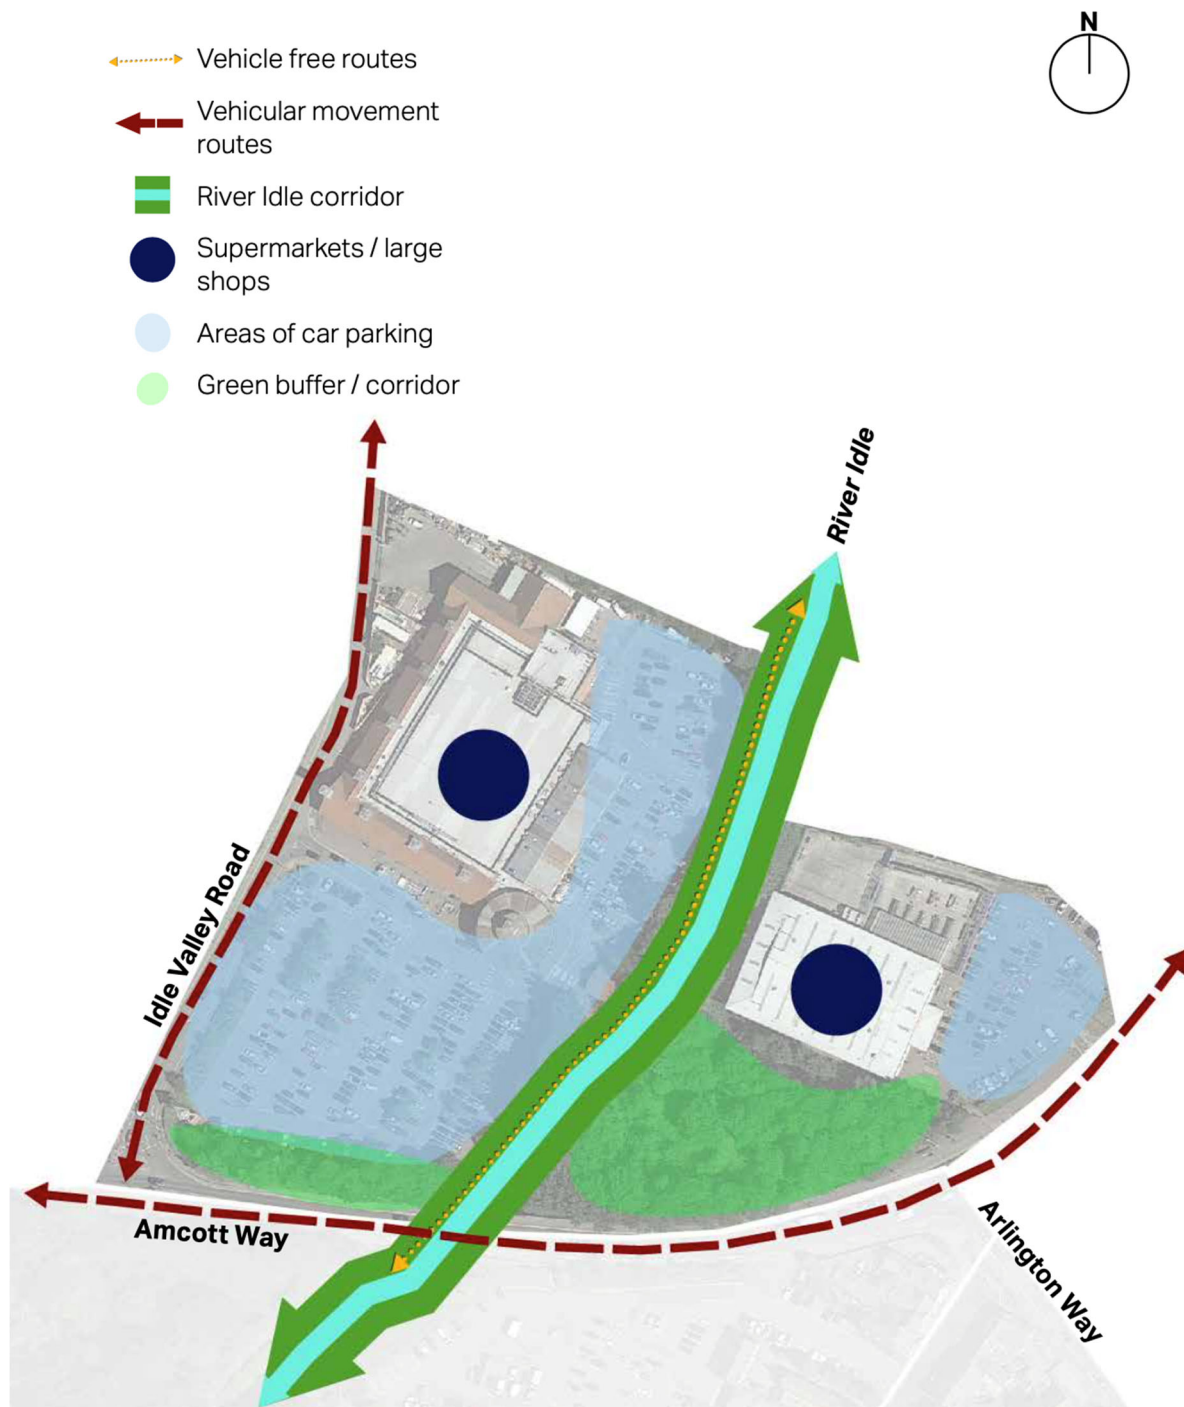 N
Vehicle free routes
Vehicular movement
routes
River Idle corridor
Supermarkets / large
shops
Areas of car parking
Green buffer / corridor
River Idle
Idle Valley Road
Amcott Way
Arlington Way